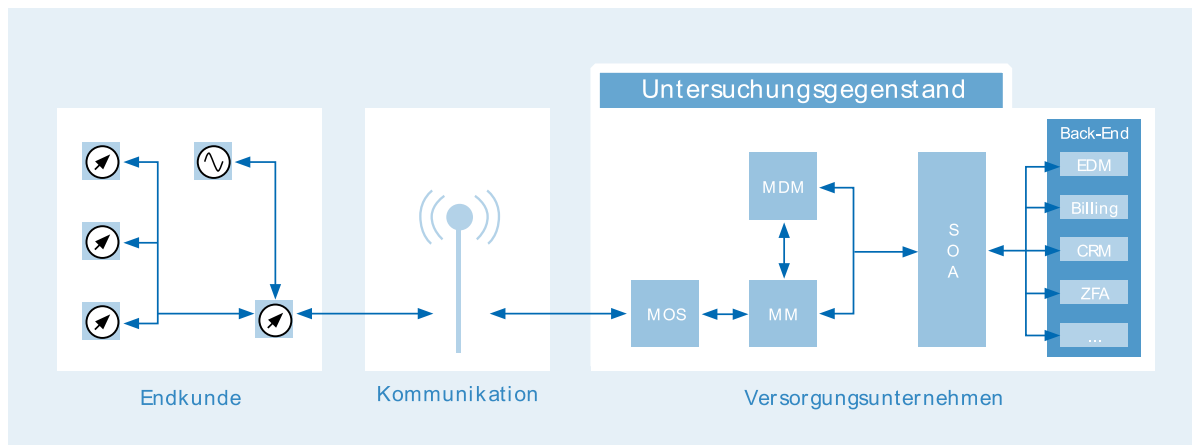 Untersuchungsgegenstand
Back-End
EDM
Billing
CRM
ZFA
...
MDM
MOS
MM
S
O
A
Endkunde
Kommunikation
Versorgungsunternehmen